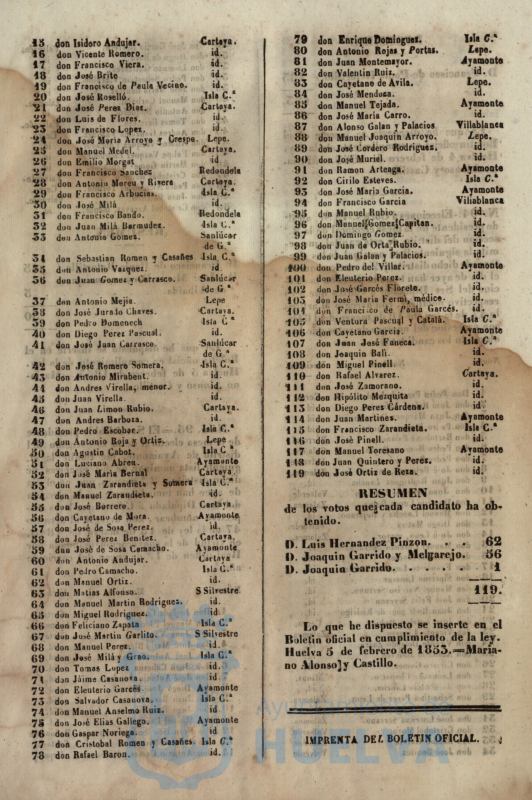 15 don Isidoro Andujar. Cartaya.
16 don Vicente Romero. id.
17 don Francisco Viera. id.
18 don José Brito id.
19 don Francisco de Paula Vecino. id.
20 don José Roselló. Isla C.ª
21 don José Perez Diez. Cartaya.
22 don Luis de Flores. id.
23 don Francisco Lopez. id.
24 don José Maria Arroyo y Crespo. Lepe.
25 don Manuel Medel. Cartaya.
26 don Emilio Morgat id.
27 don Francisco Sanchez Redondela
28 don Antonio Moreu y Rivera Cartaya.
29 don Francisco Arbucias. Isla C.ª
30 don José Milá id.
31 don Francisco Bando. Redondela
32 don Juan Milá Barmudez. Isla C.ª
33 don Antonio Gomez. Sanlúcar
de G.ª
34 don Sebastian Romeu y Casañes Isla C.ª
35 don Antonio Vazquez. id.
36 don Juan Gomez y Carrasco. Sanlúcar
de G ª
37 don Antonio Mejia. Lepe
38 don José Jurado Chaves. Cartaya.
39 don Pedro Domenech Isla C.ª
40 don Diego Perez Pascual. id.
41 don José Juan Carrasco. Sanlúcar
de G.ª
42 don José Romero Somera. Isla C.ª
43 don Antonio Mirabent. id.
44 don Andres Virella, menor. id.
45 don Juan Virella. id.
46 don Juan Limon Rubio. Cartaya.
47 don Andres Barboza. id.
48 don Pedro Escobar. Isla C.ª
49 don Antonio Roja y Ortiz. Lepe
50 don Agustin Cabot. Isla C.ª
51 don Luciano Abreu. Ayamonte
52 don José Maria Bernal Cartaya
53 don Juan Zarandieta y Somera Isla C.ª
54 don Manuel Zarandieta. id.
55 don José Borrero. Cartaya.
56 don Cayetano de Mora. Ayamonte
57 don José de Sosa Perez. id.
58 don José Perez Benitez. Cartaya.
59 don José de Sosa Camacho. Ayamonte
60 don Antonio Andujar. Cartaya
61 don Pedro Camacho. Isla C.ª
62 don Manuel Ortiz. id.
63 don Matias Alfonso. S Silvestre
64 don Manuel Martin Rodriguez. id.
65 don Miguel Rodriguez. id.
66 don Feliciano Zapata Isla C.ª
67 don José Martin Garlito. S Silvestre
68 don Manuel Perez. id.
69 don José Milá y Grao. Isla C.ª
70 don Tomas Lopez id.
71 don Jáime Casanova. id.
72 don Eleuterio Garcés Ayamonte
73 don Salvador Casanova. Isla C.ª
74 don Manuel Anselmo Ruiz. id.
75 don José Elias Gallego. Ayamonte
76 don Gaspar Noriega. id.
77 don Cristobal Romeu y Casañes Isla C.ª
78 don Rafael Baron. id.
79 don Enrique Dominguez. Isla C.ª
80 don Antonio Rojas y Portas. Lepe.
81 don Juan Montemayor. Ayamonte
82 don Valentin Ruiz. id.
83 don Cayetano de Avila. Lepe.
84 don José Mendoza. id.
85 don Manuel Tejada. Ayamonte
86 don José Maria Carro. id.
87 don Alonso Galan y Palacios. Villablanca
88 don Manuel Joaquin Arroyo. Lepe.
89 don José Cordero Rodriguez. id.
90 don José Muriel. id.
91 don Ramon Arteaga. Ayamonte
92 don Cirilo Esteves. Isla C.ª
93 don José Maria Garcia. Ayamonte
94 don Francisco Garcia Villablanca
95 don Manuel Rubio. id.
96 don Manuel Gomez Capitan. id.
97 don Domingo Gomez id.
98 don Juan de Orta Rubio. id.
99 don Juan Galan y Palacios. id.
100 don Pedro del Villar. Ayamonte
101 don Eleuterio Perez. id.
102 don José Garcés Floreto. id.
103 don José Maria Fermi, médico. id.
104 don Francisco de Paula Garcés. id.
105 don Ventura Pascual y Catalá. Isla C.ª
106 don Cayetano Garcia. Ayamonte
107 don Juan José Faneca. Isla C.ª
108 don Joaquin Bali. id.
109 don Miguel Pinell. id.
110 don Rafael Alvarez. Cartaya.
111 don José Zamorano. id.
112 don Hipólito Mezquita id.
113 don Diego Perez Cárdena. id.
114 don Juan Martinez. Ayamonte
115 don Francisco Zarandieta. Isla C.ª
116 don José Pinell. id.
117 don Manuel Toresano Ayamonte
118 don Juan Quintero y Perez. id.
119 don José Ortiz de Reza. id.
RESUMEN
de los votos que cada candidato ha ob-
tenido.
D. Luis Hernandez Pinzon. . . 62
D. Joaquin Garrido y Melgarejo. 56
D. Joaquin Garrido. . . . . 1
119.
Lo que he dispuesto se inserte en el
Boletin oficial en cumplimiento de la ley.
Huelva 5 de febrero de 1853.=Maria-
no Alonso y Castillo.
IMPRENTA DEL BOLETIN OFICIAL.
Ayuntamiento de
HUELVA